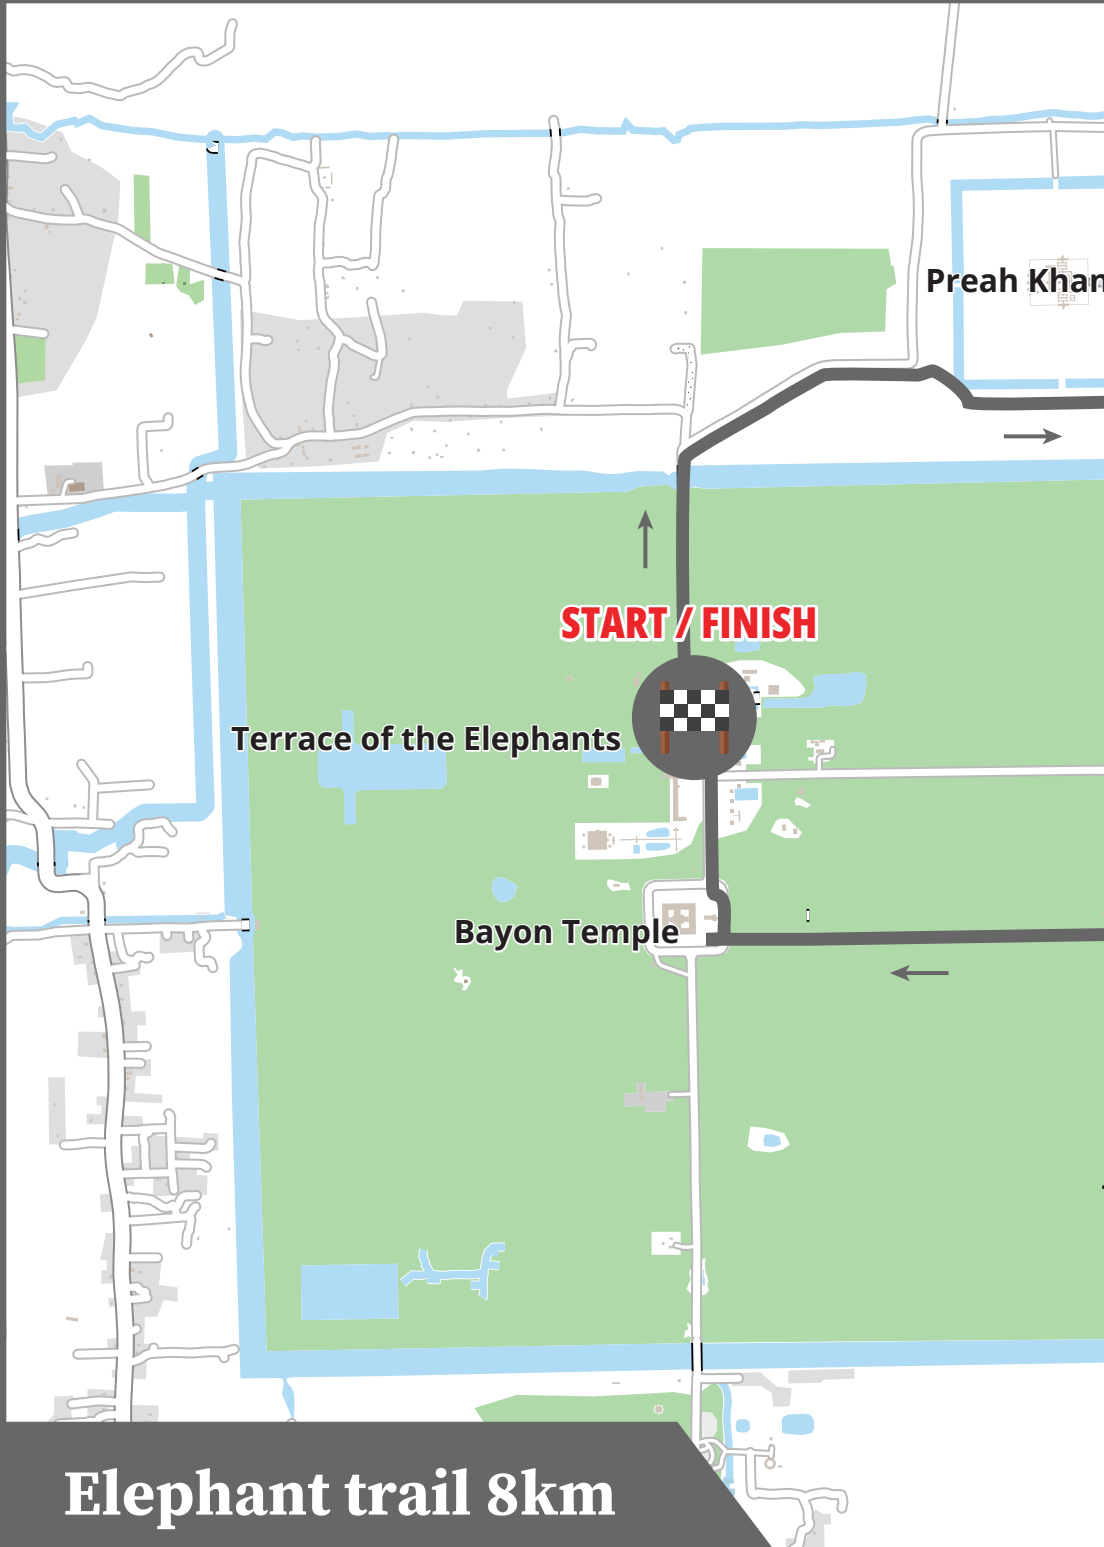 Preah Khan
START / FINISH
Terrace of the Elephants
Bayon Temple
Elephant trail 8km